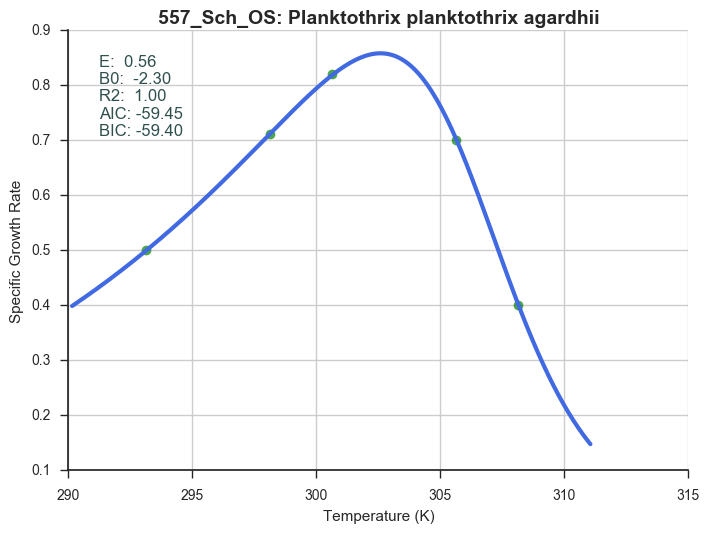 557_Sch_OS: Planktothrix planktothrix agardhii
E:  0.56
B0:  -2.30
R2:  1.00
AIC: -59.45
BIC: -59.40
0.9
0.8
0.7
0.6
0.5
0.4
0.3
0.2
0.1
Specific Growth Rate
290 295 300 305 310 315
Temperature (K)